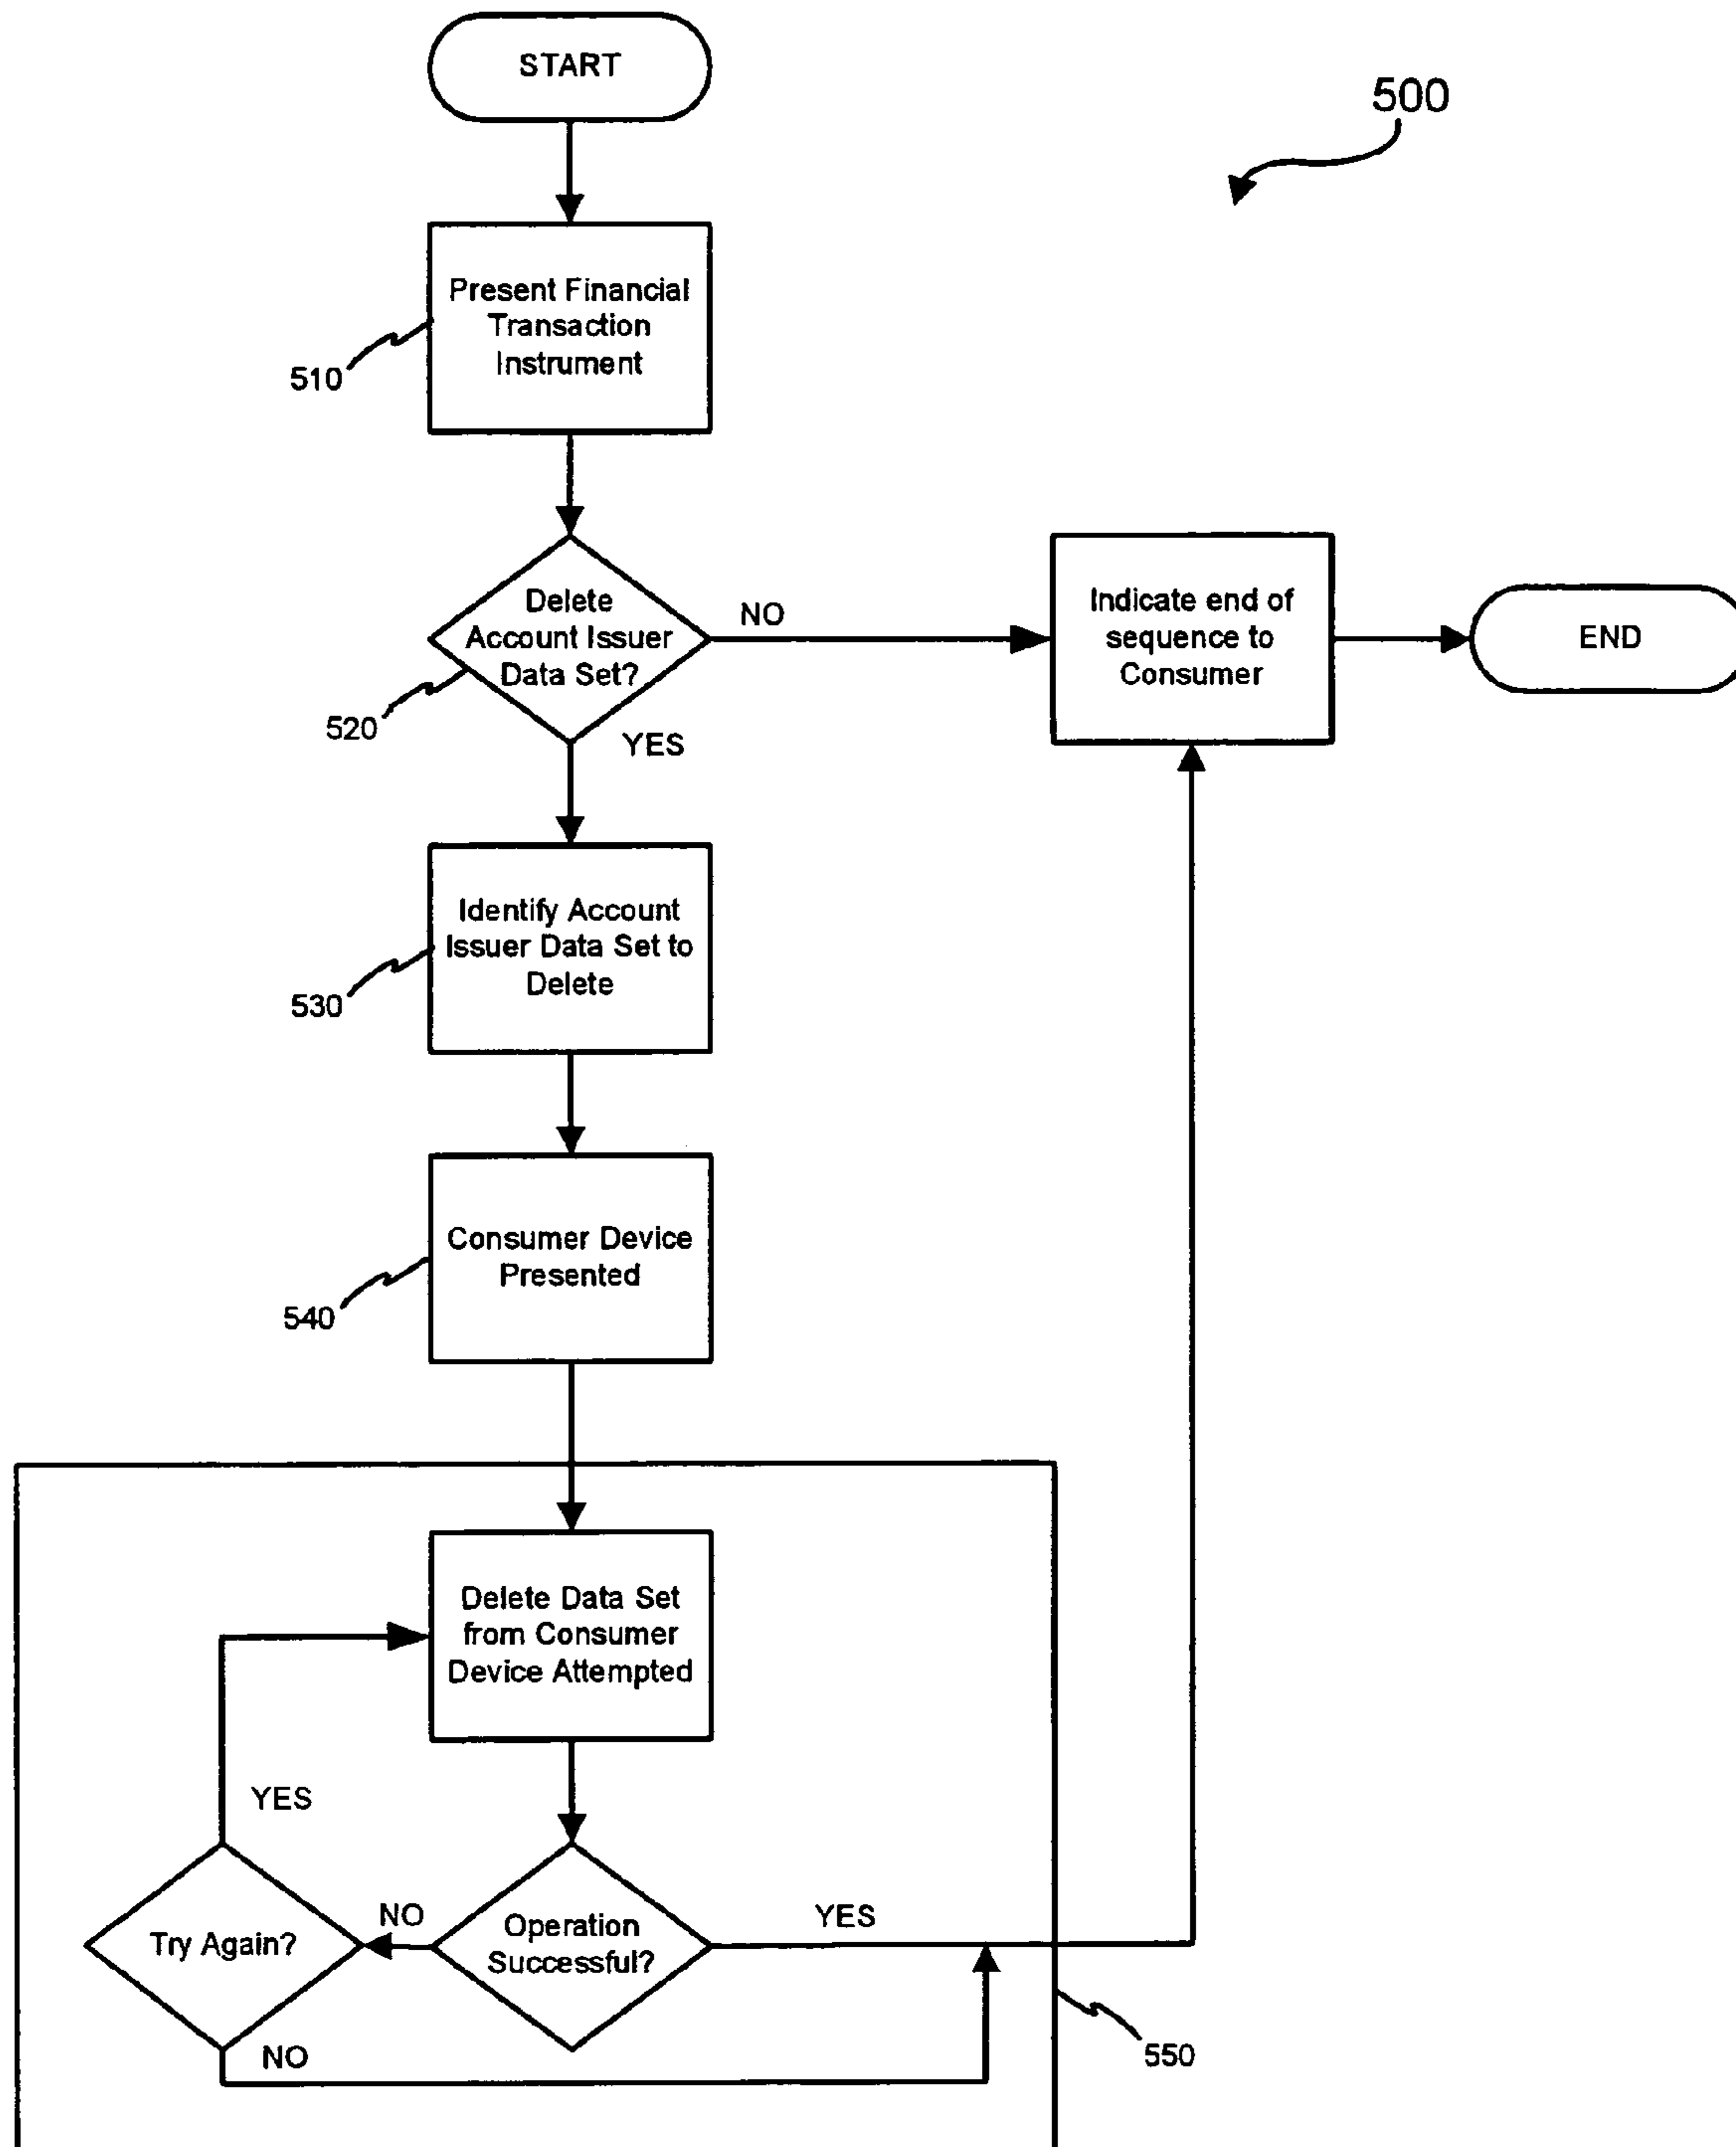 START
500
Present Financial
Transaction
Instrument
510
Delete
Account Issuer
Data Set?
NO
520
YES
Indicate end of
sequence to
Consumer
END
Identify Account
Issuer Data Set to
Delete
530
Consumer Device
Presented
540
Delete Data Set
from Consumer
Device Attempted
YES
Try Again?
NO
Operation
Successful?
YES
NO
550